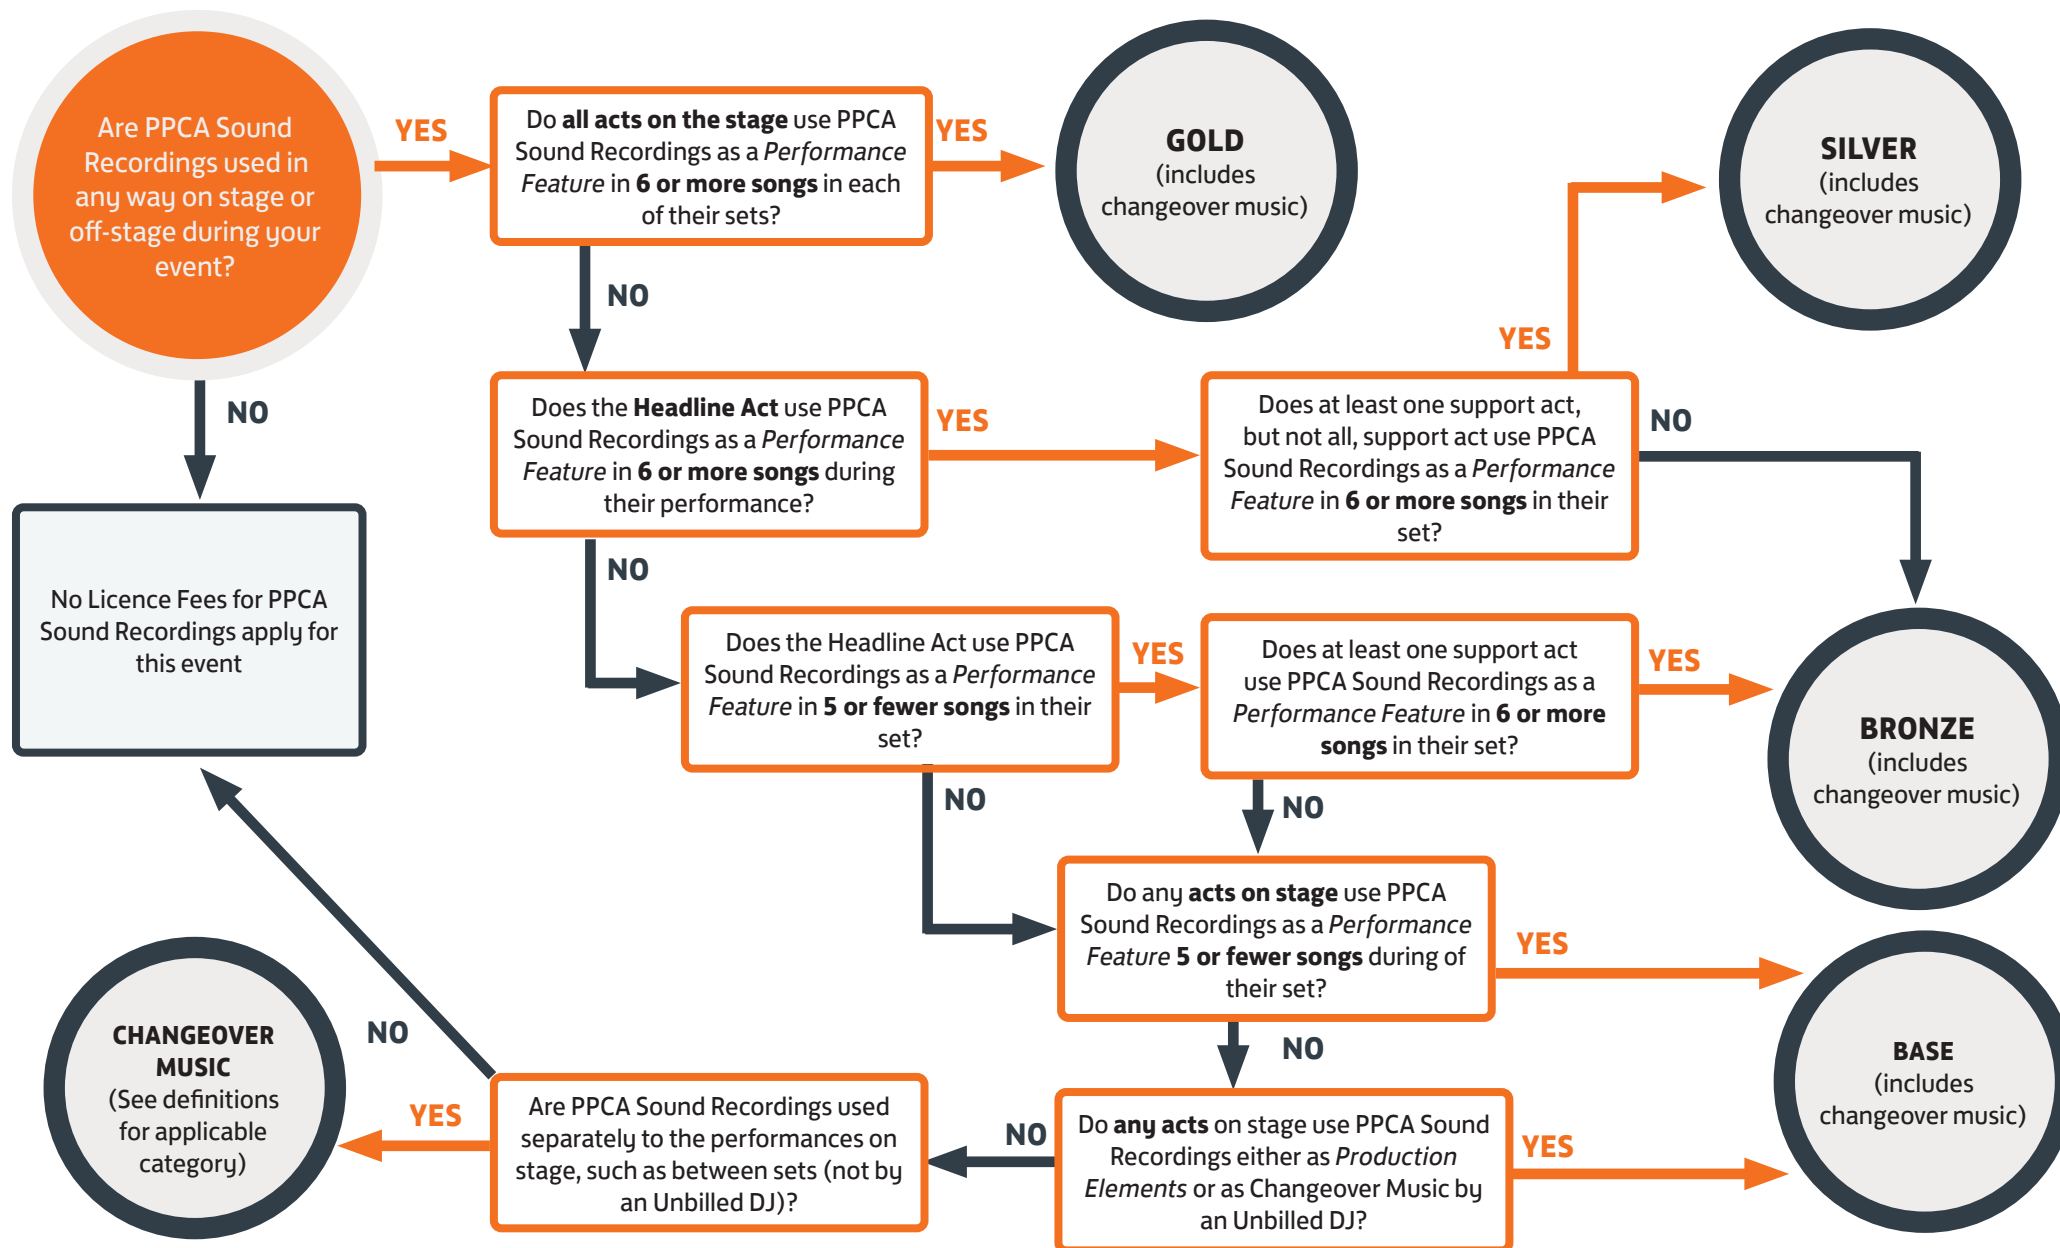 Are PPCA Sound
Recordings used in
any way on stage or
off-stage during your
event?
YES
Do all acts on the stage use PPCA
Sound Recordings as a Performance
Feature in 6 or more songs in each
of their sets?
YES
GOLD
(includes
changeover music)
SILVER
(includes
changeover music)
NO
NO
Does the Headline Act use PPCA
Sound Recordings as a Performance
Feature in 6 or more songs during
their performance?
YES
Does at least one support act,
but not all, support act use PPCA
Sound Recordings as a Performance
Feature in 6 or more songs in their
set?
YES
NO
No Licence Fees for PPCA
Sound Recordings apply for
this event
NO
Does the Headline Act use PPCA
Sound Recordings as a Performance
Feature in 5 or fewer songs in their
set?
YES
Does at least one support act
use PPCA Sound Recordings as a
Performance Feature in 6 or more
songs in their set?
YES
BRONZE
(includes
changeover music)
NO
NO
Do any acts on stage use PPCA
Sound Recordings as a Performance
Feature 5 or fewer songs during of
their set?
YES
BASE
(includes
changeover music)
NO
Do any acts on stage use PPCA Sound
Recordings either as Production
Elements or as Changeover Music by
an Unbilled DJ?
YES
NO
Are PPCA Sound Recordings used
separately to the performances on
stage, such as between sets (not by
an Unbilled DJ)?
NO
YES
CHANGEOVER
MUSIC
(See definitions
for applicable
category)